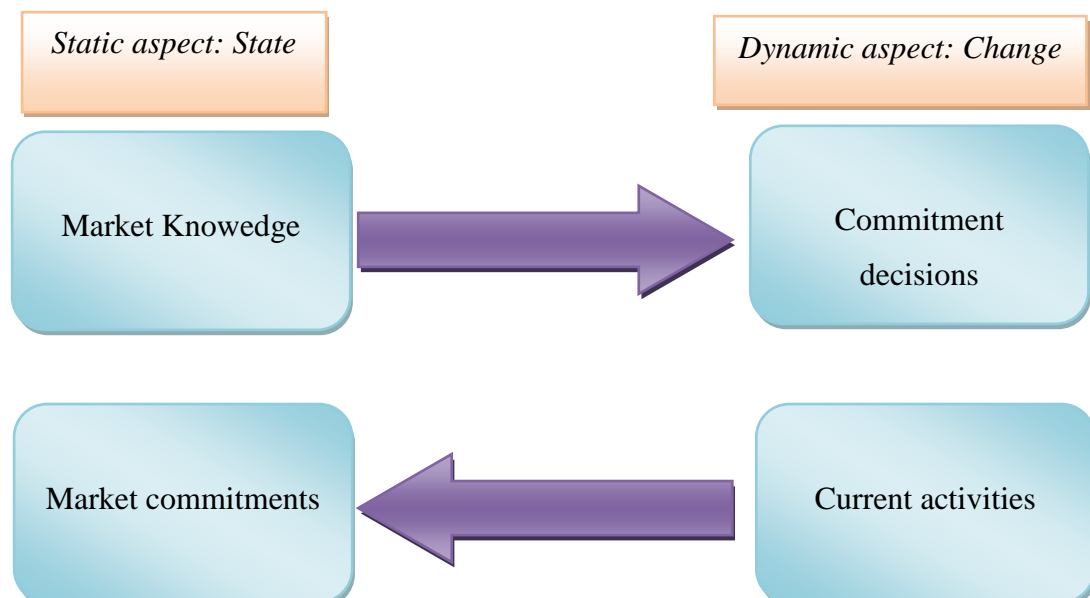 Static aspect: State
Dynamic aspect: Change
Market Knowedge
Commitment
decisions
Market commitments
Current activities